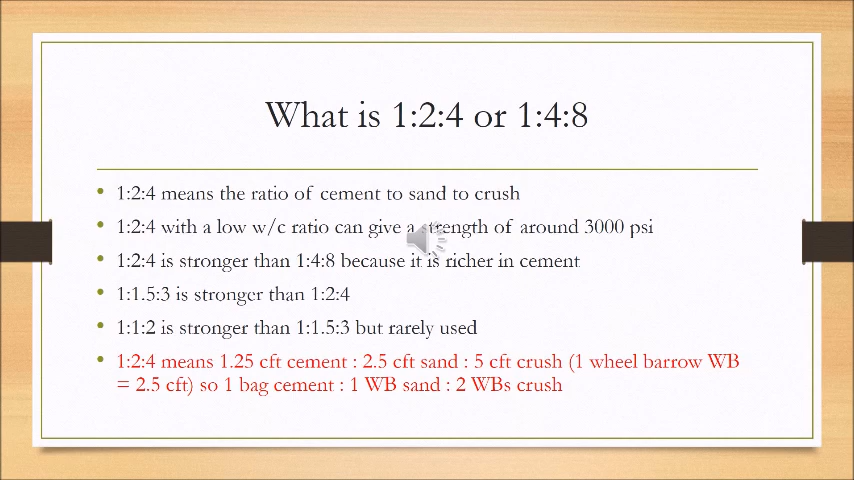 What is 1:2:4 or 1:4:8
• 1:2:4 means the ratio of cement to sand to crush
• 1:2:4 with a low w/c ratio can give a strength of around 3000 psi
• 1:2:4 is stronger than 1:4:8 because it is richer in cement
• 1:1.5:3 is stronger than 1:2:4
• 1:1:2 is stronger than 1:1.5:3 but rarely used
• 1:2:4 means 1.25 cft cement : 2.5 cft sand : 5 cft crush (1 wheel barrow WB
= 2.5 cft) so 1 bag cement : 1 WB sand : 2 WBs crush